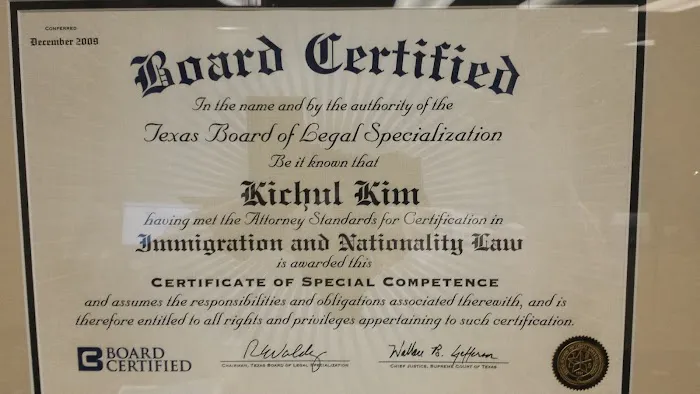 CONFERRED
December 2009
Board Certified
In the name and by the authority of the
Texas Board of Legal Specialization
Be it known that
Kichul Kim
having met the Attorney Standards for Certification in
Immigration and Nationality Law
is awarded this
CERTIFICATE OF SPECIAL COMPETENCE
and assumes the responsibilities and obligations associated therewith, and is
therefore entitled to all rights and privileges appertaining to such certification.
BOARD
CERTIFIED
Wallace B. Jefferson
CHAIRMAN, TEXAS BOARD OF LEGAL SPECIALIZATION
CHIEF JUSTICE, SUPREME COURT OF TEXAS